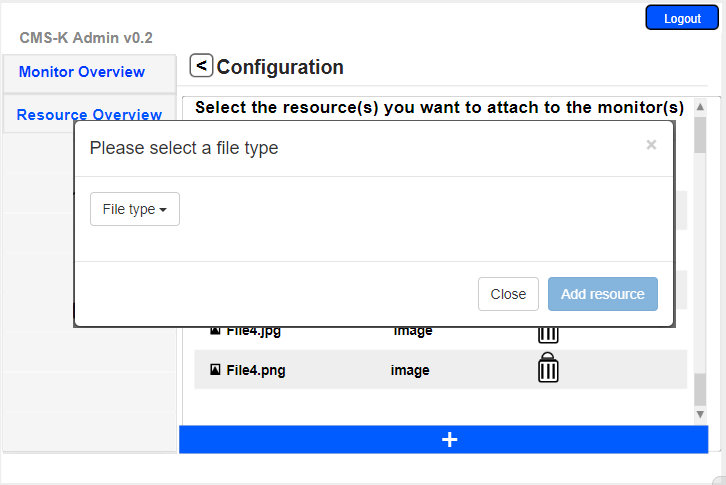 Logout
CMS-K Admin v0.2
Monitor Overview
< Configuration
Resource Overview
Select the resource(s) you want to attach to the monitor(s)
Please select a file type ×
File type
Close Add resource
File4.jpg image
File4.png image
+